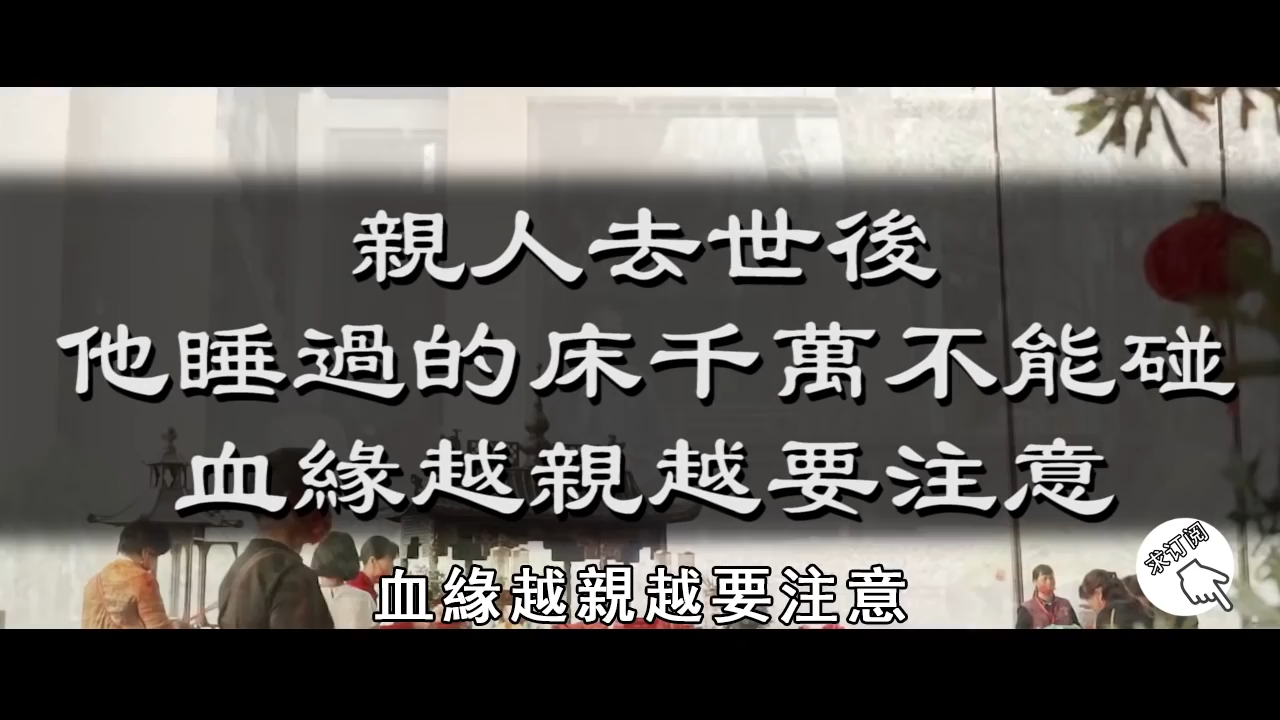 親人去世後
他睡過的床千萬不能碰
血緣越親越要注意
求订阅
血緣越親越要注意